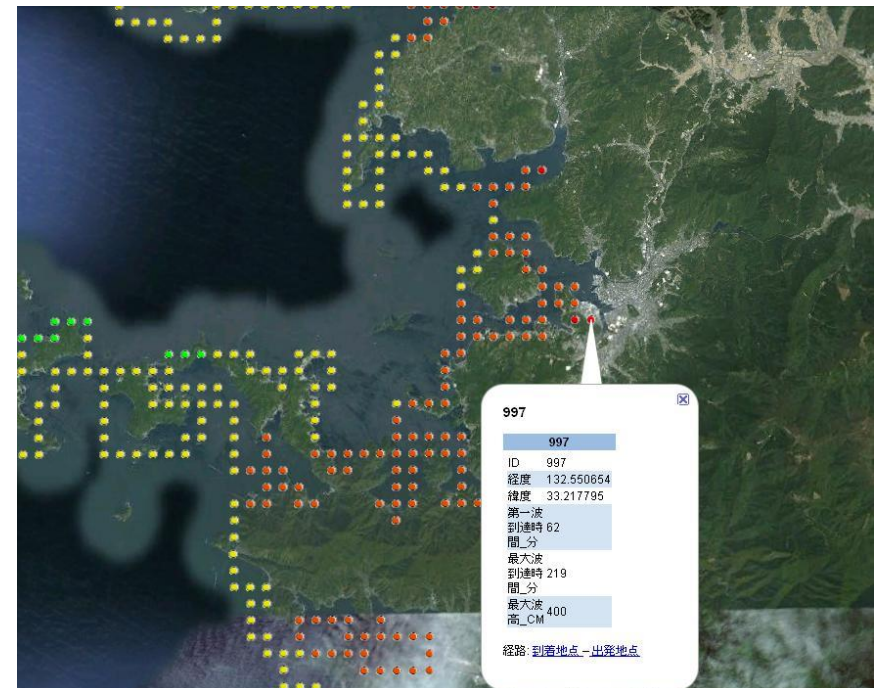 997
997
ID 997
経度 132.550654
緯度 33.217795
第一波
到達時 62
間_分
最大波
到達時 219
間_分
最大波
高_CM 400
経路: 到着地点 – 出発地点